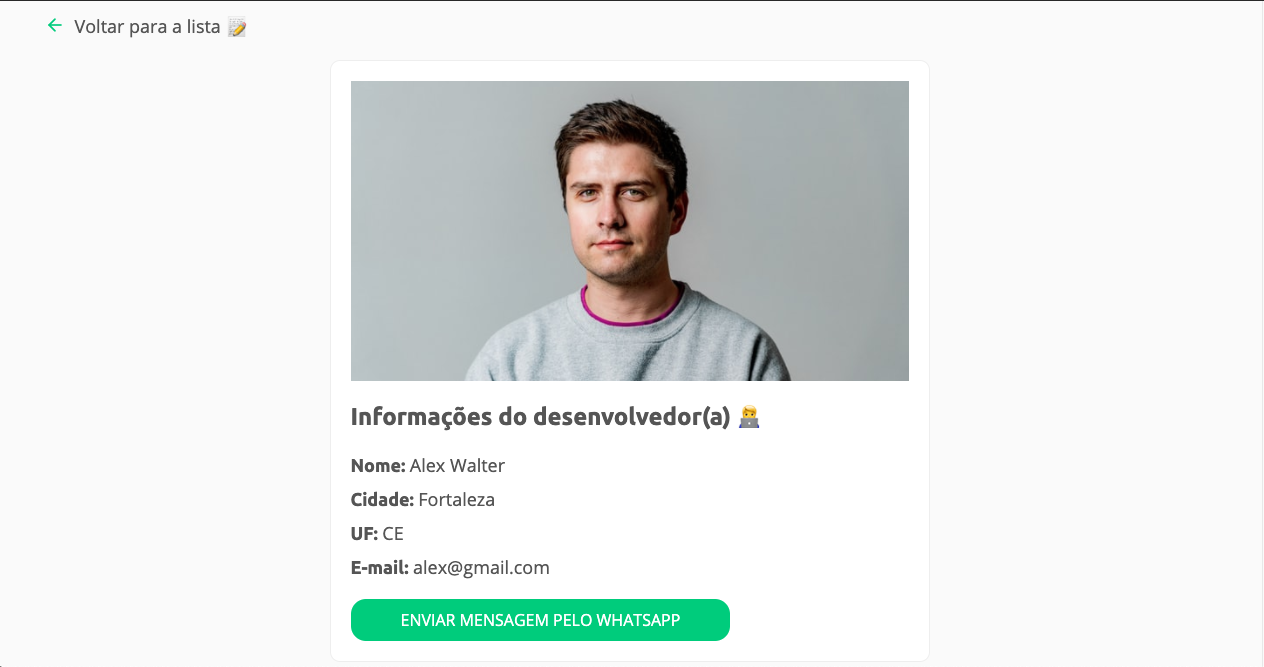 Voltar para a lista 📝
Informações do desenvolvedor(a) 👨‍💻
Nome: Alex Walter
Cidade: Fortaleza
UF: CE
E-mail: alex@gmail.com
ENVIAR MENSAGEM PELO WHATSAPP